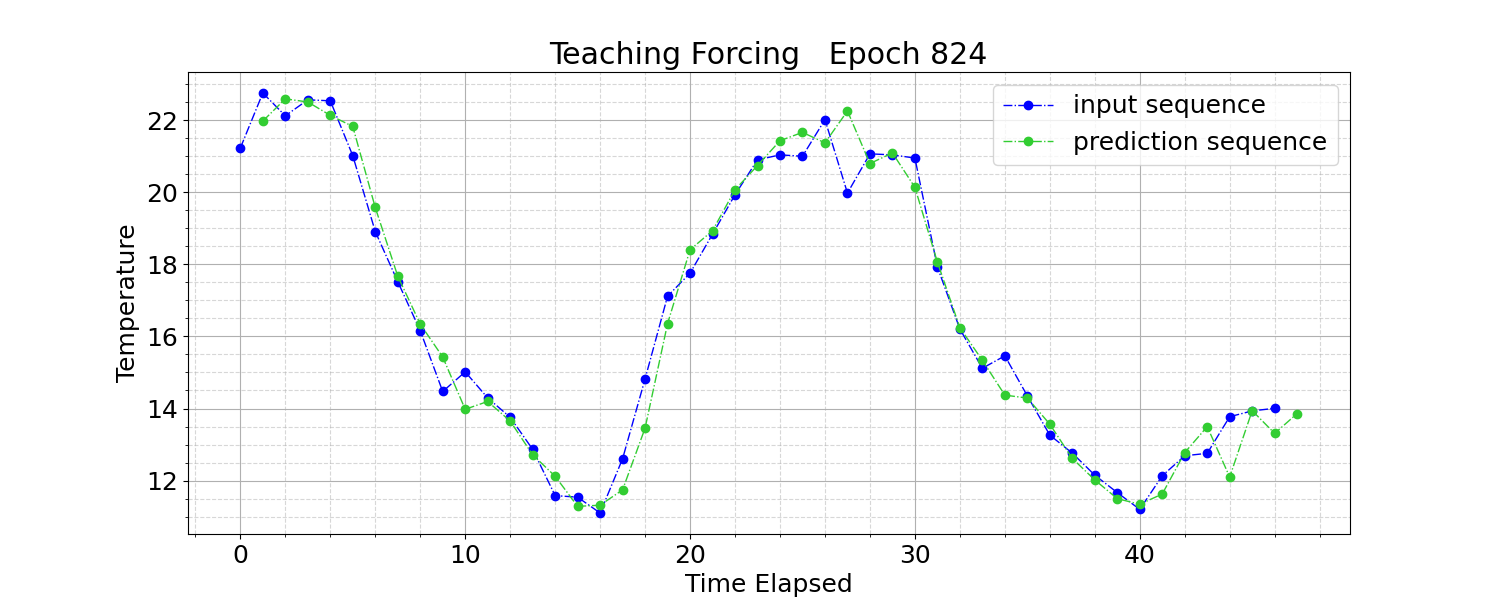 Teaching Forcing   Epoch 824
input sequence
prediction sequence
Temperature
22
20
18
16
14
12
0 10 20 30 40
Time Elapsed